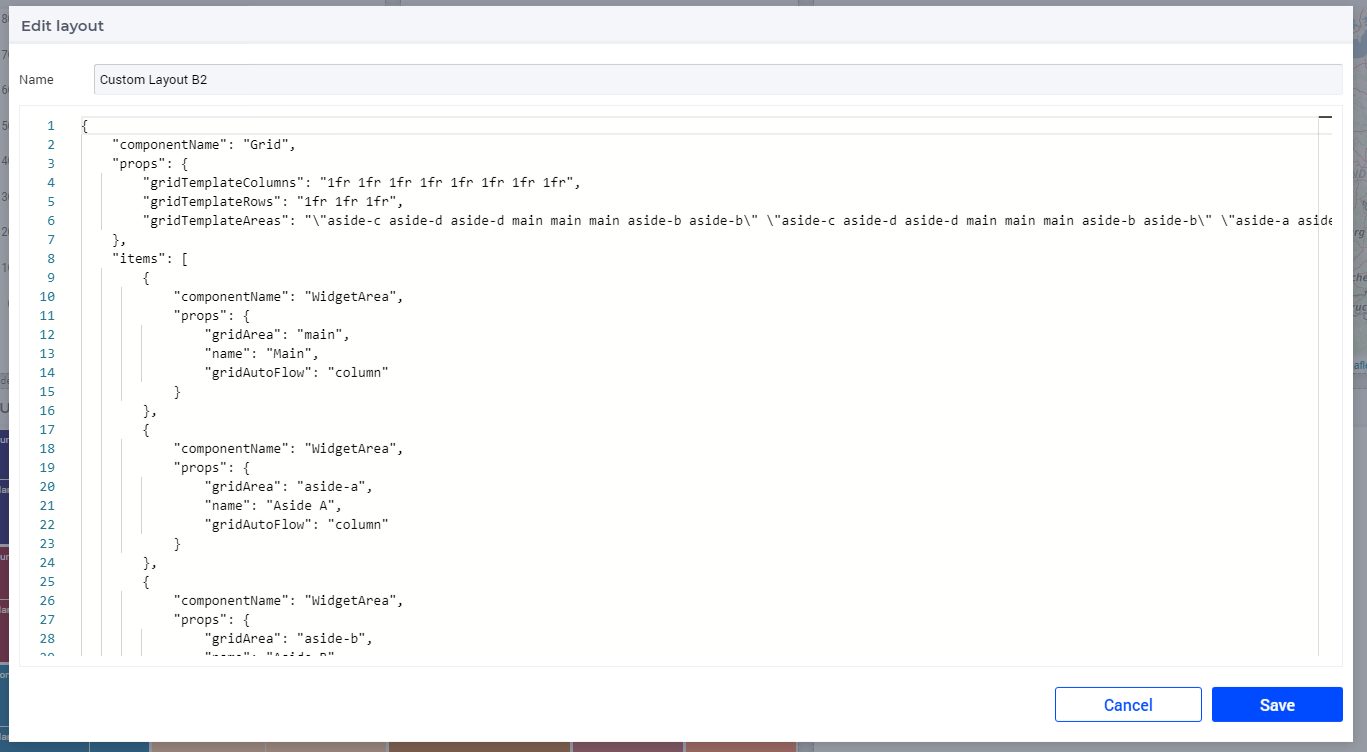 Edit layout
Name
Custom Layout B2
1 {
2 "componentName": "Grid",
3 "props": {
4 "gridTemplateColumns": "1fr 1fr 1fr 1fr 1fr 1fr 1fr 1fr",
5 "gridTemplateRows": "1fr 1fr 1fr",
6 "gridTemplateAreas": "\"aside-c aside-d aside-d main main main aside-b aside-b\" \"aside-c aside-d aside-d main main main aside-b aside-b\" \"aside-a aside
7 },
8 "items": [
9 {
10 "componentName": "WidgetArea",
11 "props": {
12 "gridArea": "main",
13 "name": "Main",
14 "gridAutoFlow": "column"
15 }
16 },
17 {
18 "componentName": "WidgetArea",
19 "props": {
20 "gridArea": "aside-a",
21 "name": "Aside A",
22 "gridAutoFlow": "column"
23 }
24 },
25 {
26 "componentName": "WidgetArea",
27 "props": {
28 "gridArea": "aside-b",
Cancel
Save